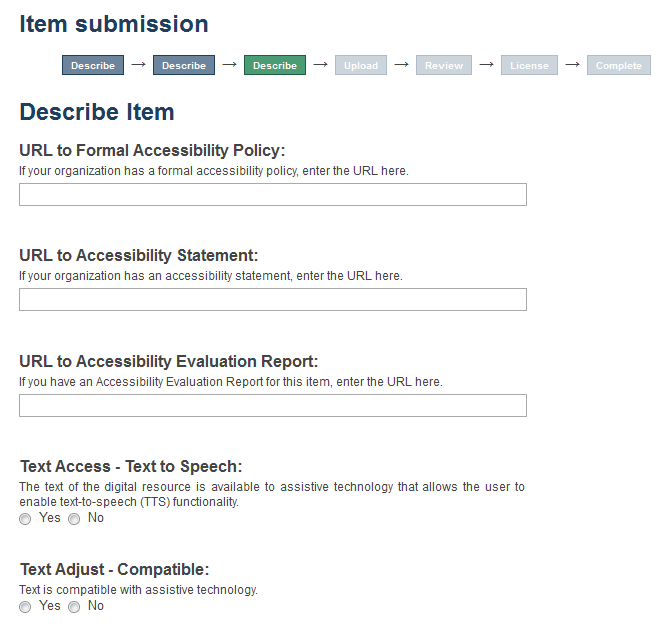 Item submission
Describe → Describe → Describe → Upload → Review → License → Complete
Describe Item
URL to Formal Accessibility Policy:
If your organization has a formal accessibility policy, enter the URL here.
URL to Accessibility Statement:
If your organization has an accessibility statement, enter the URL here.
URL to Accessibility Evaluation Report:
If you have an Accessibility Evaluation Report for this item, enter the URL here.
Text Access - Text to Speech:
The text of the digital resource is available to assistive technology that allows the user to
enable text-to-speech (TTS) functionality.
Yes No
Text Adjust - Compatible:
Text is compatible with assistive technology.
Yes No